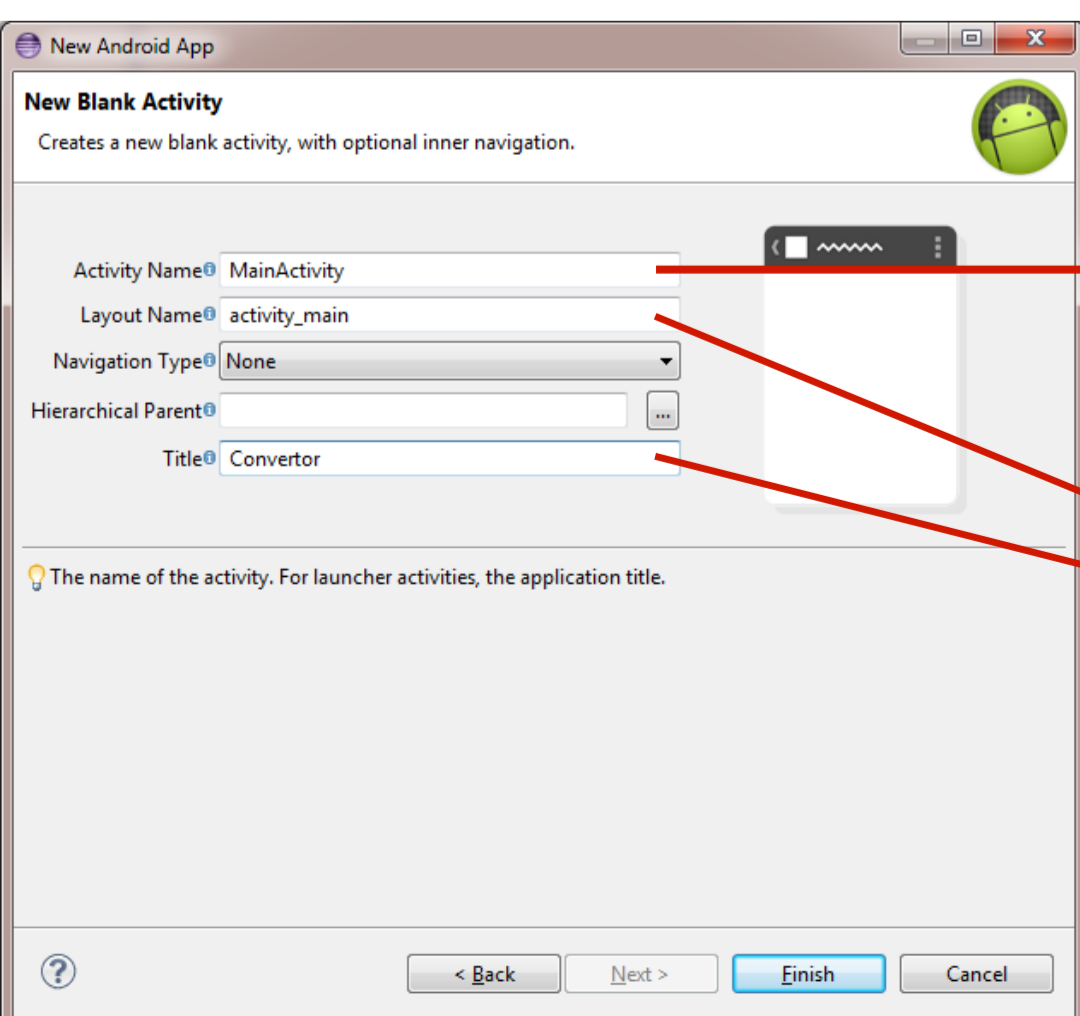 New Android App
New Blank Activity
Creates a new blank activity, with optional inner navigation.
Activity Name MainActivity
Layout Name activity_main
Navigation Type None
Hierarchical Parent ...
Title Convertor
The name of the activity. For launcher activities, the application title.
< Back Next > Finish Cancel